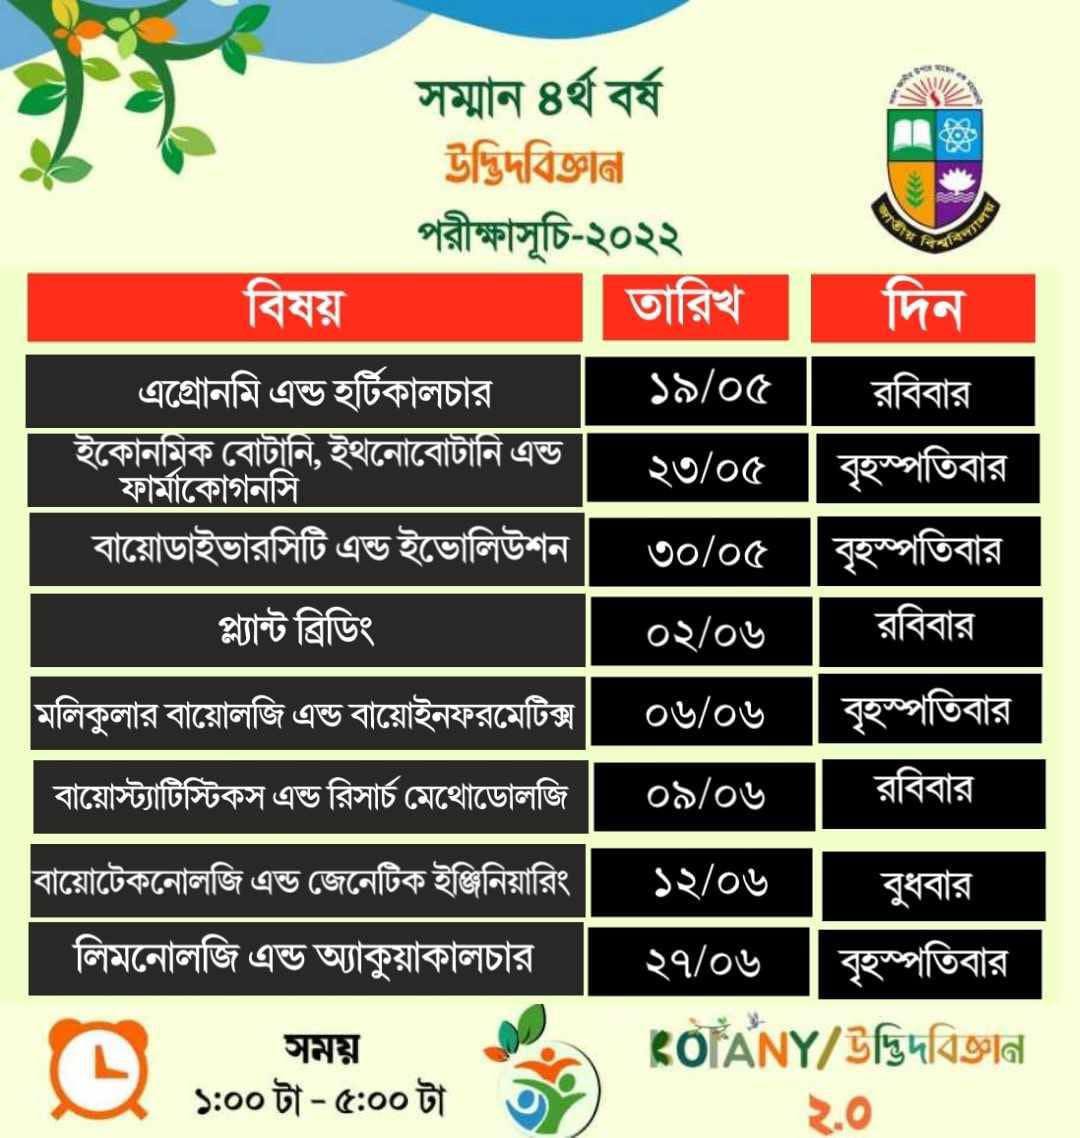 সম্মান ৪র্থ বর্ষ
উদ্ভিদবিজ্ঞান
পরীক্ষাসূচি-২০২২
জাতীয় বিশ্ববিদ্যালয়
বিষয় তারিখ দিন
এগ্রোনমি এন্ড হর্টিকালচার ১৯/০৫ রবিবার
ইকোনমিক বোটানি, ইথনোবোটানি এন্ড
ফার্মাকোগনসি ২৩/০৫ বৃহস্পতিবার
বায়োডাইভারসিটি এন্ড ইভোলিউশন ৩০/০৫ বৃহস্পতিবার
প্ল্যান্ট ব্রিডিং ০২/০৬ রবিবার
মলিকুলার বায়োলজি এন্ড বায়োইনফরমেটিক্স ০৬/০৬ বৃহস্পতিবার
বায়োস্ট্যাটিস্টিকস এন্ড রিসার্চ মেথোডোলজি ০৯/০৬ রবিবার
বায়োটেকনোলজি এন্ড জেনেটিক ইঞ্জিনিয়ারিং ১২/০৬ বুধবার
লিমনোলজি এন্ড অ্যাকুয়াকালচার ২৭/০৬ বৃহস্পতিবার
সময়
১:০০ টা - ৫:০০ টা
BOTANY/উদ্ভিদবিজ্ঞান
২.০